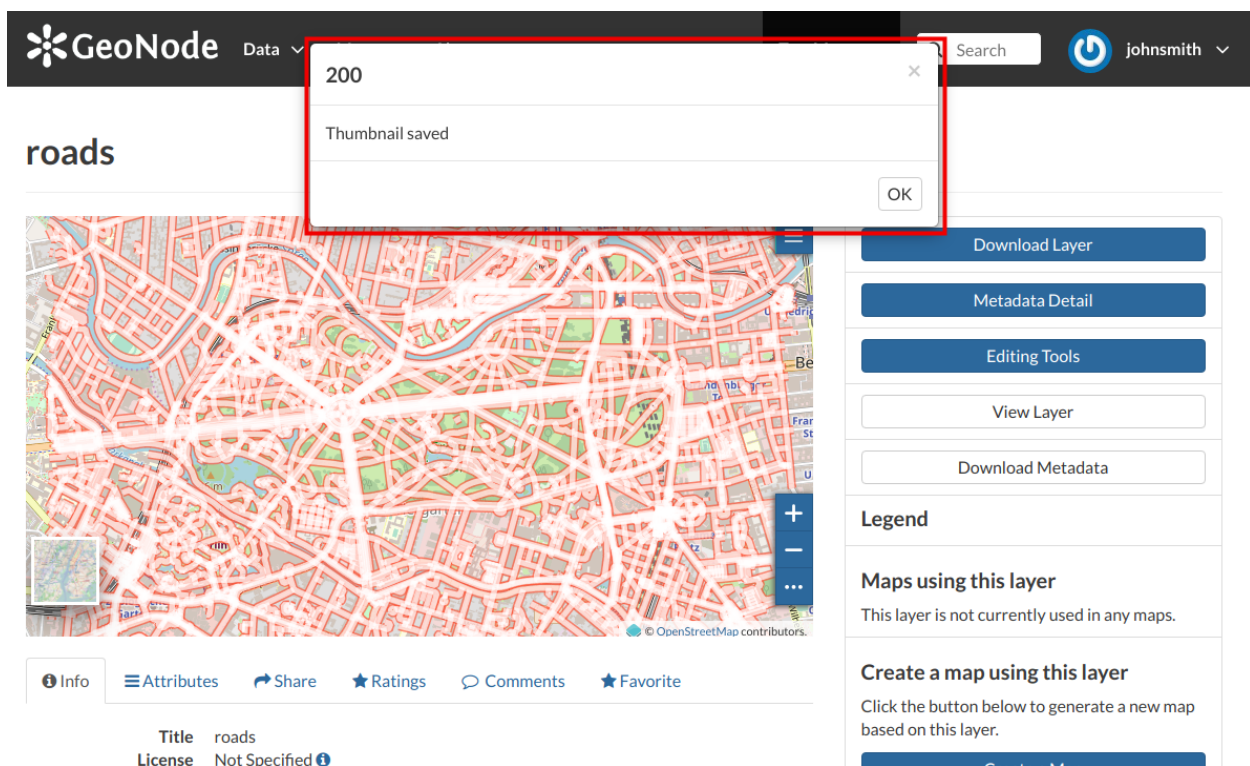 GeoNode Data Search johnsmith
200 ×
Thumbnail saved
OK
roads
Download Layer
Metadata Detail
Editing Tools
View Layer
Download Metadata
Legend
Maps using this layer
This layer is not currently used in any maps.
Create a map using this layer
Click the button below to generate a new map
based on this layer.
© OpenStreetMap contributors.
Info Attributes Share Ratings Comments Favorite
Title roads
License Not Specified